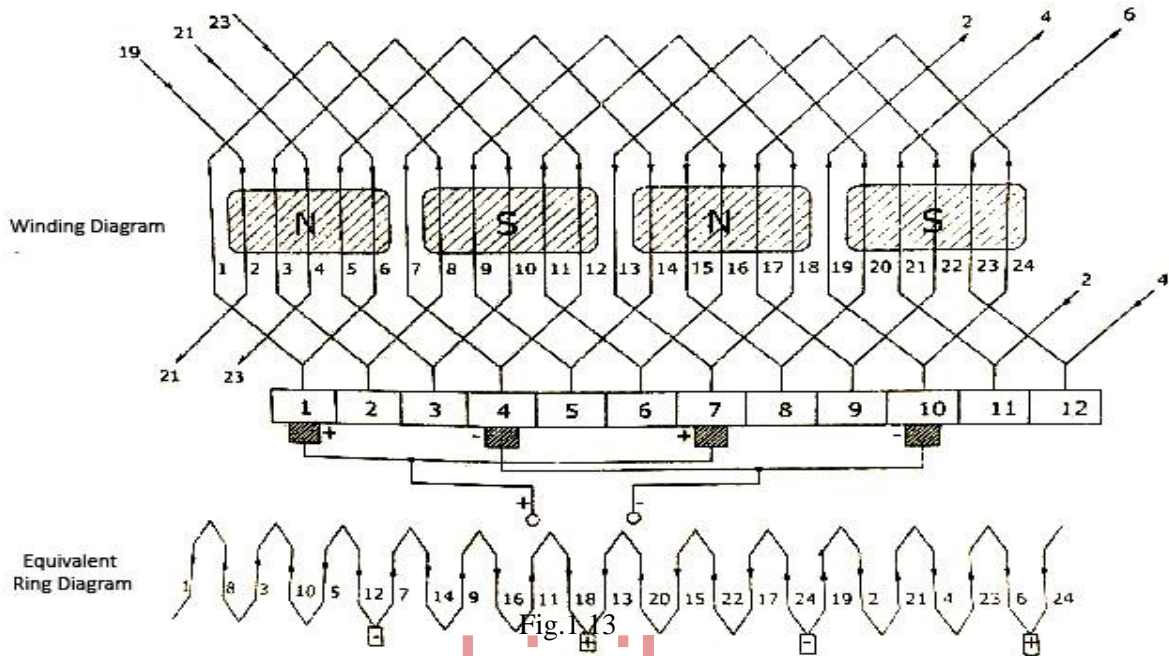 23
21
19
2
4
6
Winding Diagram
N
S
N
S
1 2 3 4 5 6 7 8 9 10 11 12 13 14 15 16 17 18 19 20 21 22 23 24
21
23
2
4
1 2 3 4 5 6 7 8 9 10 11 12
+ - + -
+ -
Equivalent
Ring Diagram
1 8 3 10 5 12 7 14 9 16 11 18 13 20 15 22 17 24 19 2 21 4 23 6 24
- + - +
Fig.1.13